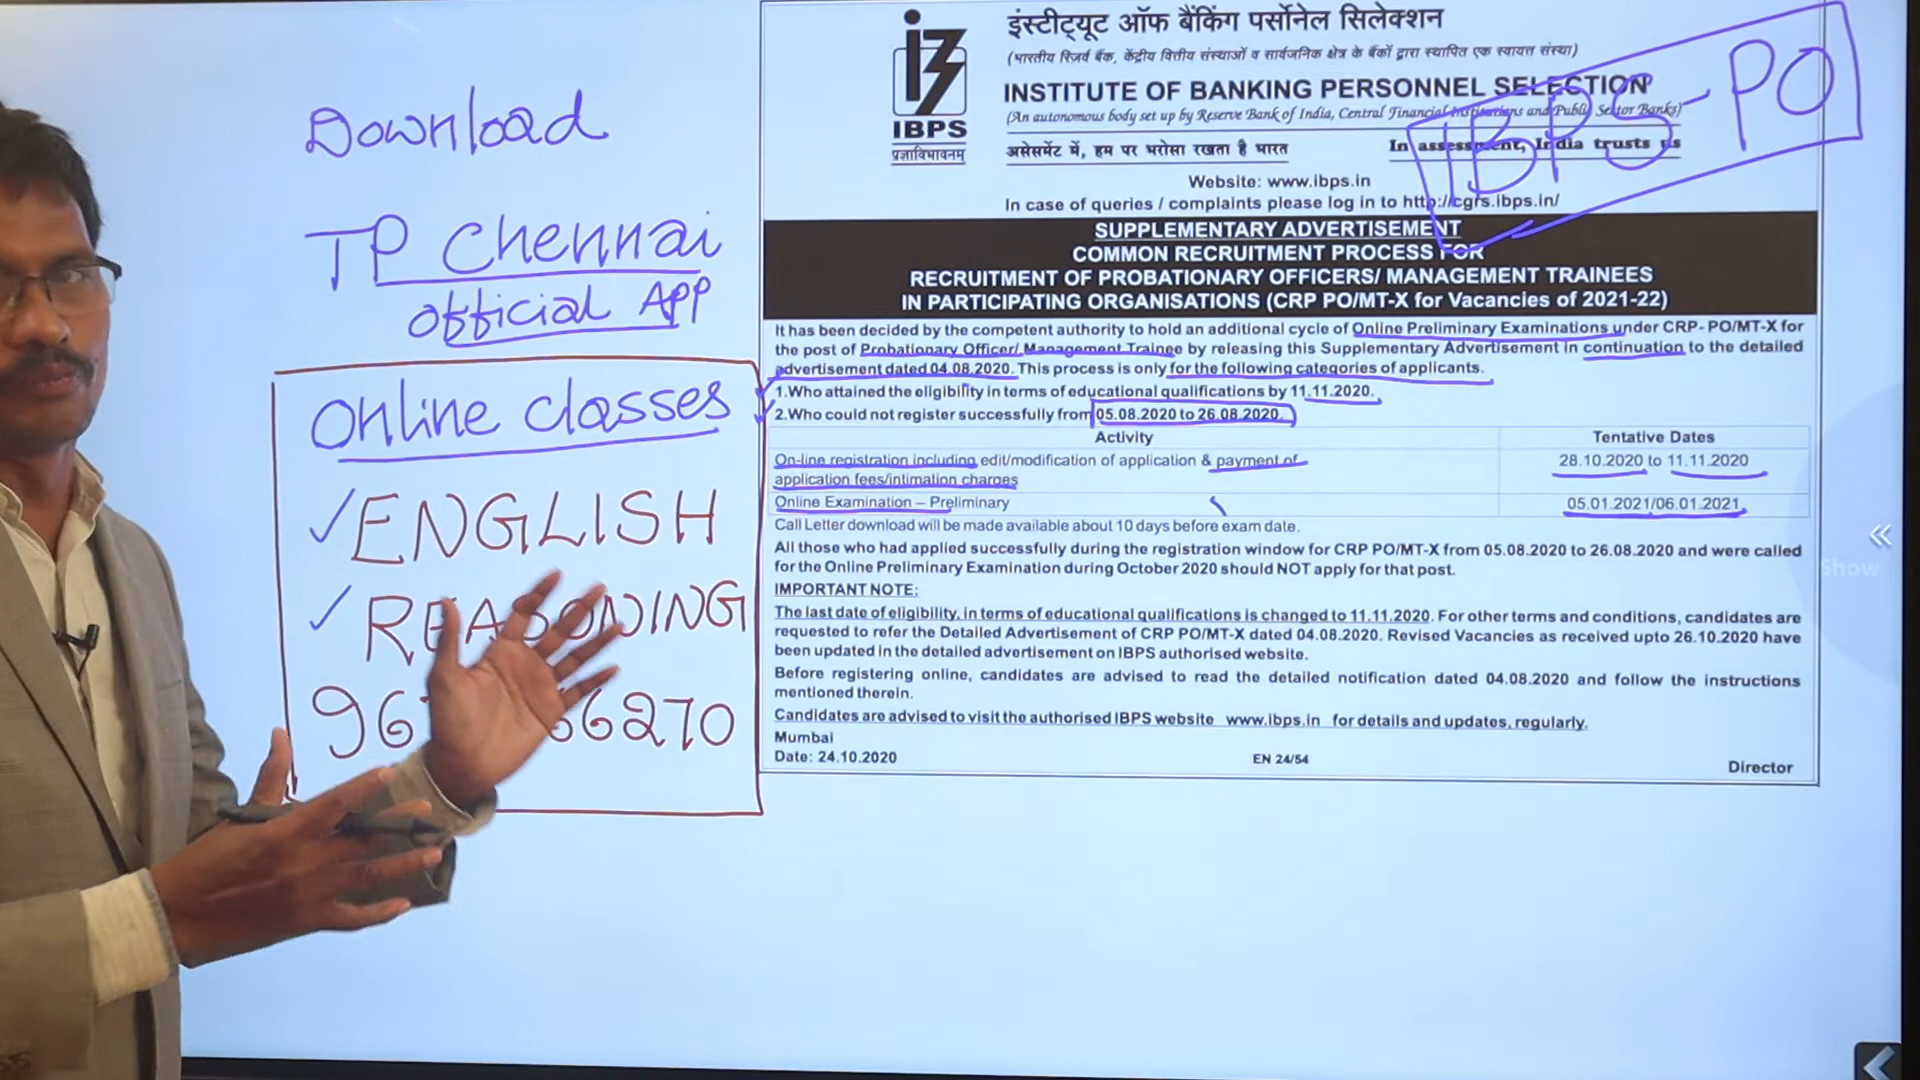 Download
TP Chennai
official APP
Online classes
✓ ENGLISH
✓ REASONING
IBPS
प्रज्ञाविभावनम्
इंस्टीट्यूट ऑफ बैंकिंग पर्सोनेल सिलेक्शन
(भारतीय रिज़र्व बैंक, केंद्रीय वित्तीय संस्थाओं व सार्वजनिक क्षेत्र के बैंकों द्वारा स्थापित एक स्वायत संस्था)
INSTITUTE OF BANKING PERSONNEL SELECTION
(An autonomous body set up by Reserve Bank of India, Central Financial Institutions and Public Sector Banks)
असेसमेंट में, हम पर भरोसा रखता है भारत
In assessment, India trusts us
IBPS-PO
Website: www.ibps.in
In case of queries / complaints please log in to http://cgrs.ibps.in/
SUPPLEMENTARY ADVERTISEMENT
COMMON RECRUITMENT PROCESS FOR
RECRUITMENT OF PROBATIONARY OFFICERS/ MANAGEMENT TRAINEES
IN PARTICIPATING ORGANISATIONS (CRP PO/MT-X for Vacancies of 2021-22)
It has been decided by the competent authority to hold an additional cycle of Online Preliminary Examinations under CRP- PO/MT-X for
the post of Probationary Officer/ Management Trainee by releasing this Supplementary Advertisement in continuation to the detailed
advertisement dated 04.08.2020. This process is only for the following categories of applicants.
1.Who attained the eligibility in terms of educational qualifications by 11.11.2020.
2.Who could not register successfully from 05.08.2020 to 26.08.2020.
Activity Tentative Dates
On-line registration including edit/modification of application & payment of 28.10.2020 to 11.11.2020
application fees/intimation charges
Online Examination – Preliminary 05.01.2021/06.01.2021
Call Letter download will be made available about 10 days before exam date.
All those who had applied successfully during the registration window for CRP PO/MT-X from 05.08.2020 to 26.08.2020 and were called
for the Online Preliminary Examination during October 2020 should NOT apply for that post.
IMPORTANT NOTE:
The last date of eligibility, in terms of educational qualifications is changed to 11.11.2020. For other terms and conditions, candidates are
requested to refer the Detailed Advertisement of CRP PO/MT-X dated 04.08.2020. Revised Vacancies as received upto 26.10.2020 have
been updated in the detailed advertisement on IBPS authorised website.
Before registering online, candidates are advised to read the detailed notification dated 04.08.2020 and follow the instructions
mentioned therein.
Candidates are advised to visit the authorised IBPS website www.ibps.in for details and updates, regularly.
Mumbai
Date: 24.10.2020 EN 24/54 Director
Show